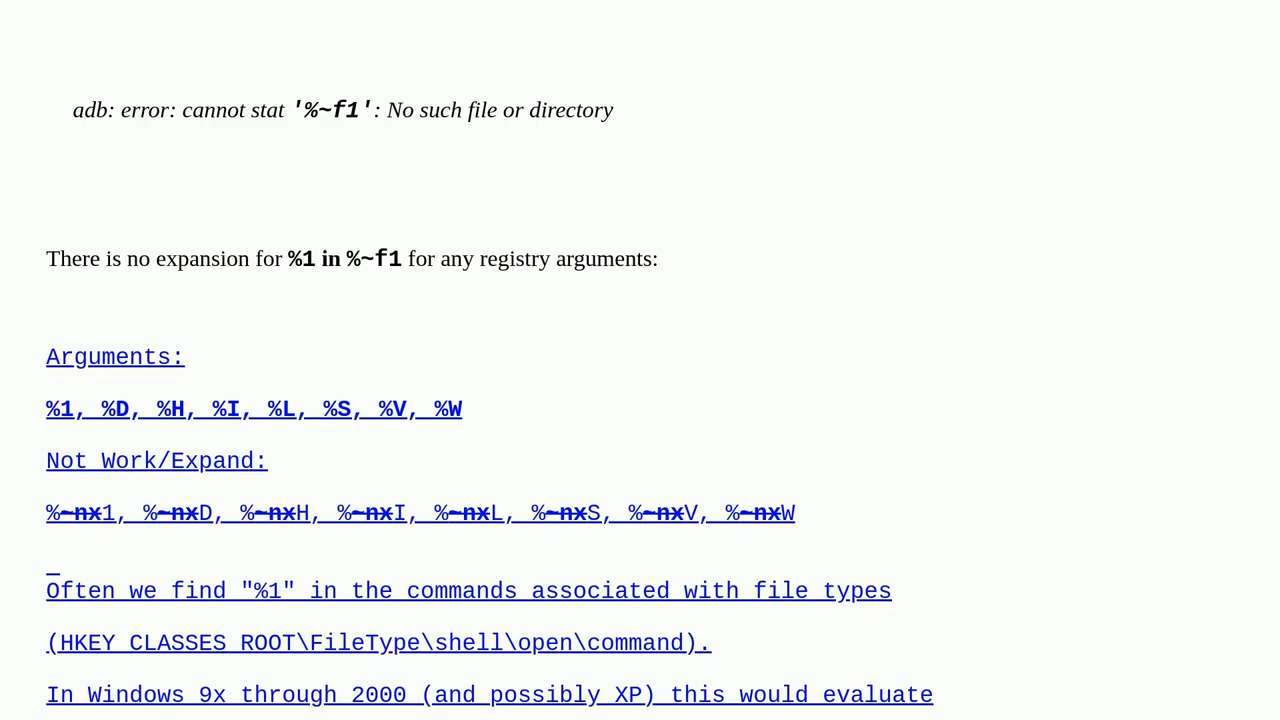 adb: error: cannot stat '%~f1': No such file or directory
There is no expansion for %1 in %~f1 for any registry arguments:
Arguments:
%1, %D, %H, %I, %L, %S, %V, %W
Not Work/Expand:
%~nx1, %~nxD, %~nxH, %~nxI, %~nxL, %~nxS, %~nxV, %~nxW
Often we find "%1" in the commands associated with file types
(HKEY_CLASSES_ROOT\FileType\shell\open\command).
In Windows 9x through 2000 (and possibly XP) this would evaluate